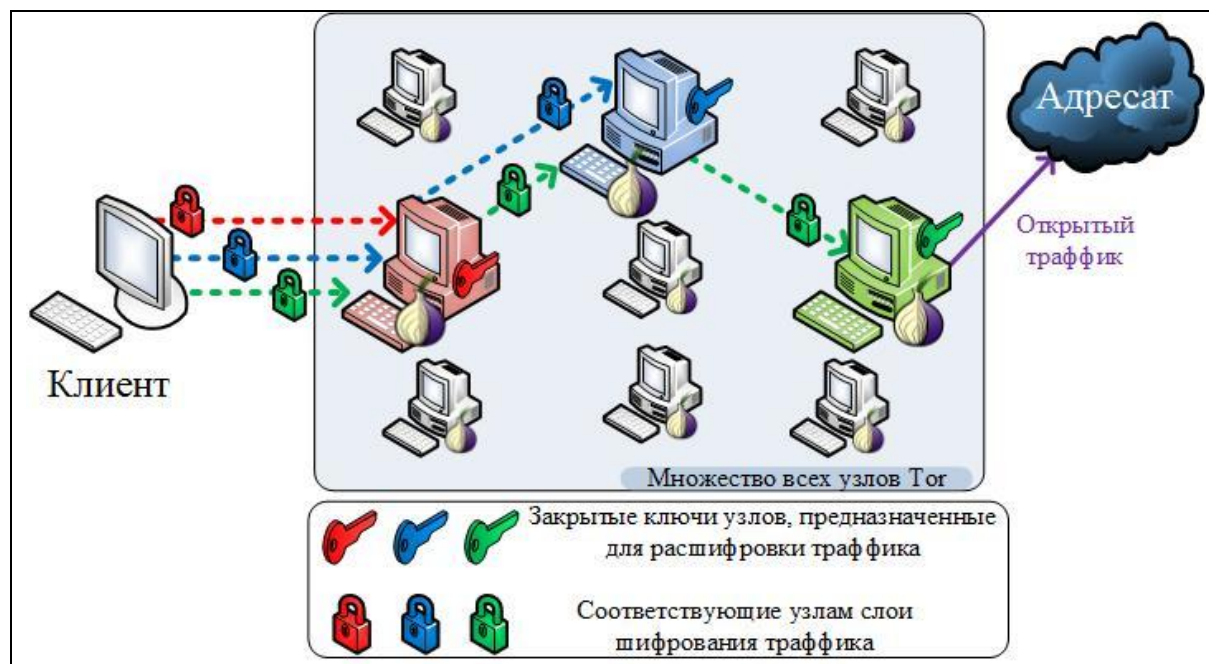 Адресат
Открытый
траффик
Клиент
Множество всех узлов Tor
Закрытые ключи узлов, предназначенные
для расшифровки траффика
Соответствующие узлам слои
шифрования траффика